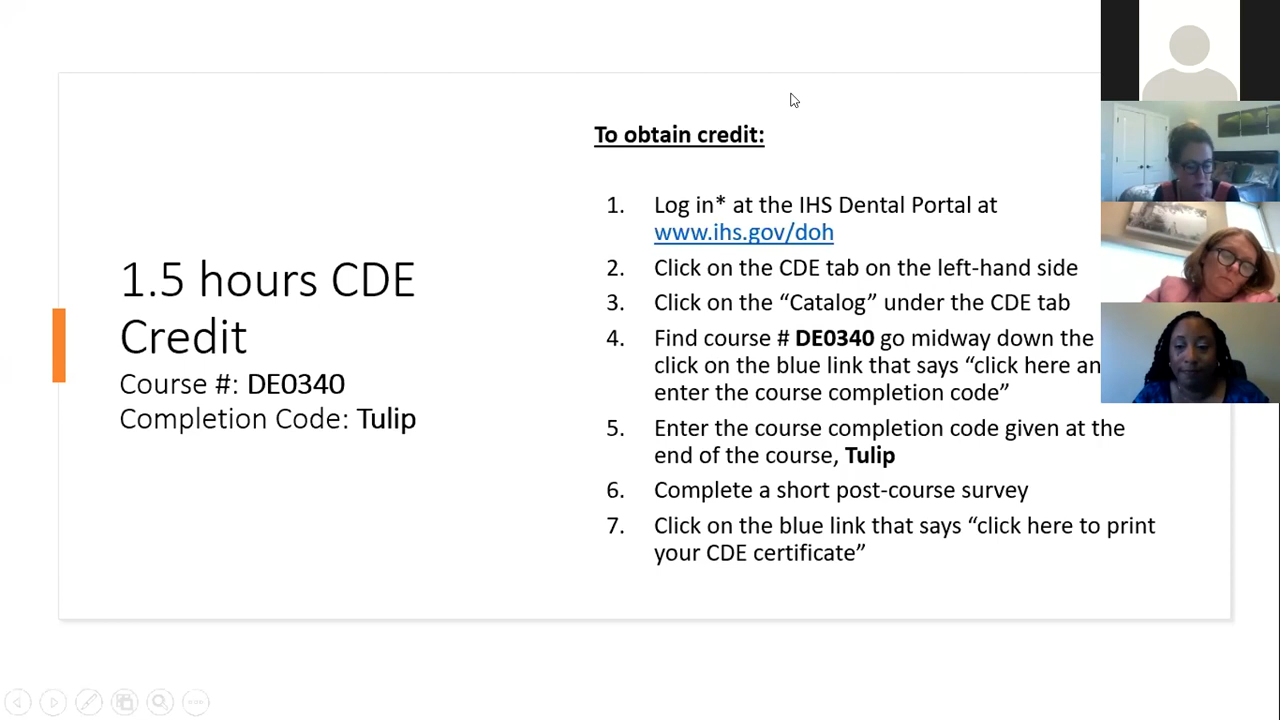 1.5 hours CDE
Credit
Course #: DE0340
Completion Code: Tulip
To obtain credit:
1. Log in* at the IHS Dental Portal at
www.ihs.gov/doh
2. Click on the CDE tab on the left-hand side
3. Click on the “Catalog” under the CDE tab
4. Find course # DE0340 go midway down the
click on the blue link that says “click here
enter the course completion code”
5. Enter the course completion code given at the
end of the course, Tulip
6. Complete a short post-course survey
7. Click on the blue link that says “click here to print
your CDE certificate”